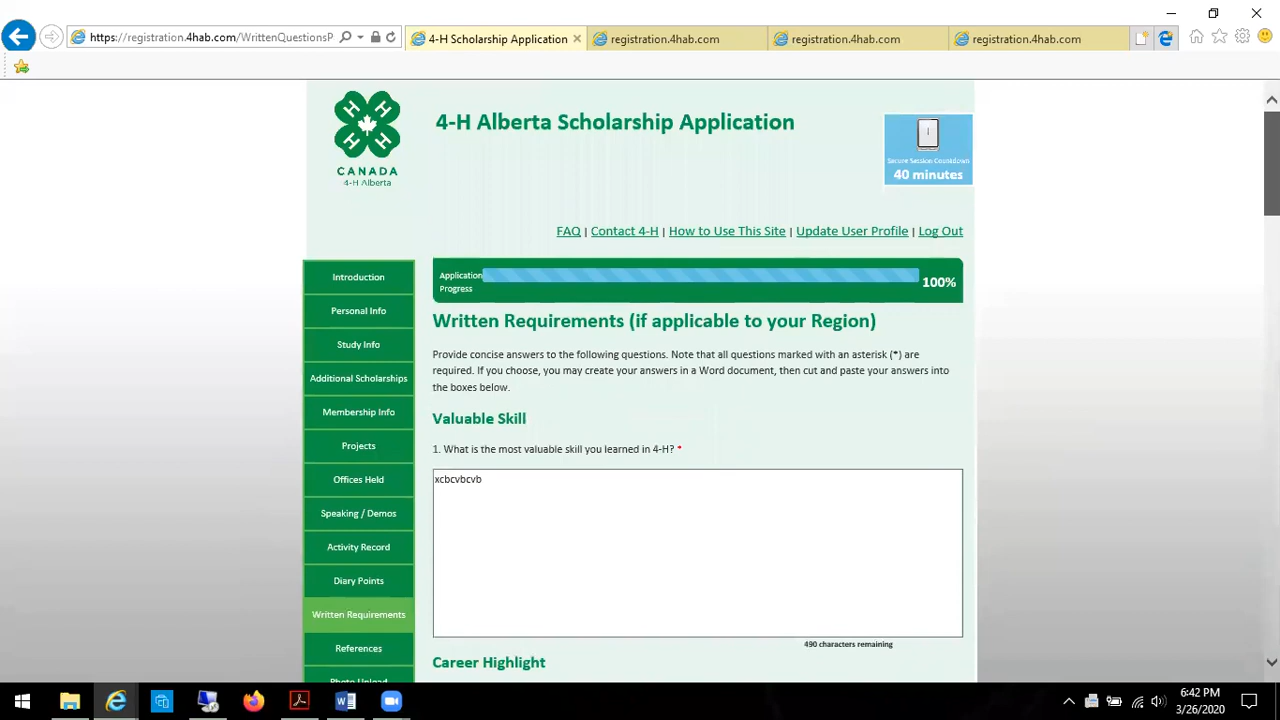 https://registration.4hab.com/WrittenQuestionsP
4-H Scholarship Application
registration.4hab.com
registration.4hab.com
registration.4hab.com
H H H H
CANADA
4-H Alberta
4-H Alberta Scholarship Application
Secure Session Countdown
40 minutes
FAQ | Contact 4-H | How to Use This Site | Update User Profile | Log Out
Introduction
Personal Info
Study Info
Additional Scholarships
Membership Info
Projects
Offices Held
Speaking / Demos
Activity Record
Diary Points
Written Requirements
References
Photo Upload
Application
Progress
100%
Written Requirements (if applicable to your Region)
Provide concise answers to the following questions. Note that all questions marked with an asterisk (*) are
required. If you choose, you may create your answers in a Word document, then cut and paste your answers into
the boxes below.
Valuable Skill
1. What is the most valuable skill you learned in 4-H? *
xcbcvbcvb
490 characters remaining
Career Highlight
6:42 PM
3/26/2020